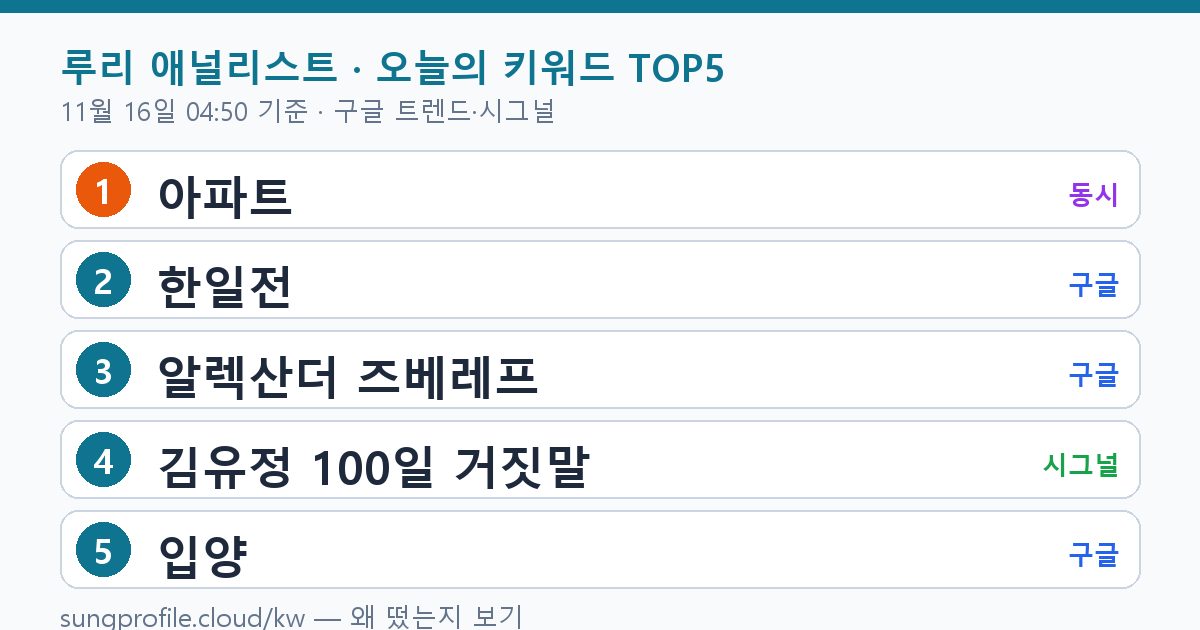 루리 애널리스트 · 오늘의 키워드 TOP5
11월 16일 04:50 기준 · 구글 트렌드·시그널
1 아파트 동시
2 한일전 구글
3 알렉산더 즈베레프 구글
4 김유정 100일 거짓말 시그널
5 입양 구글
sungprofile.cloud/kw — 왜 떴는지 보기